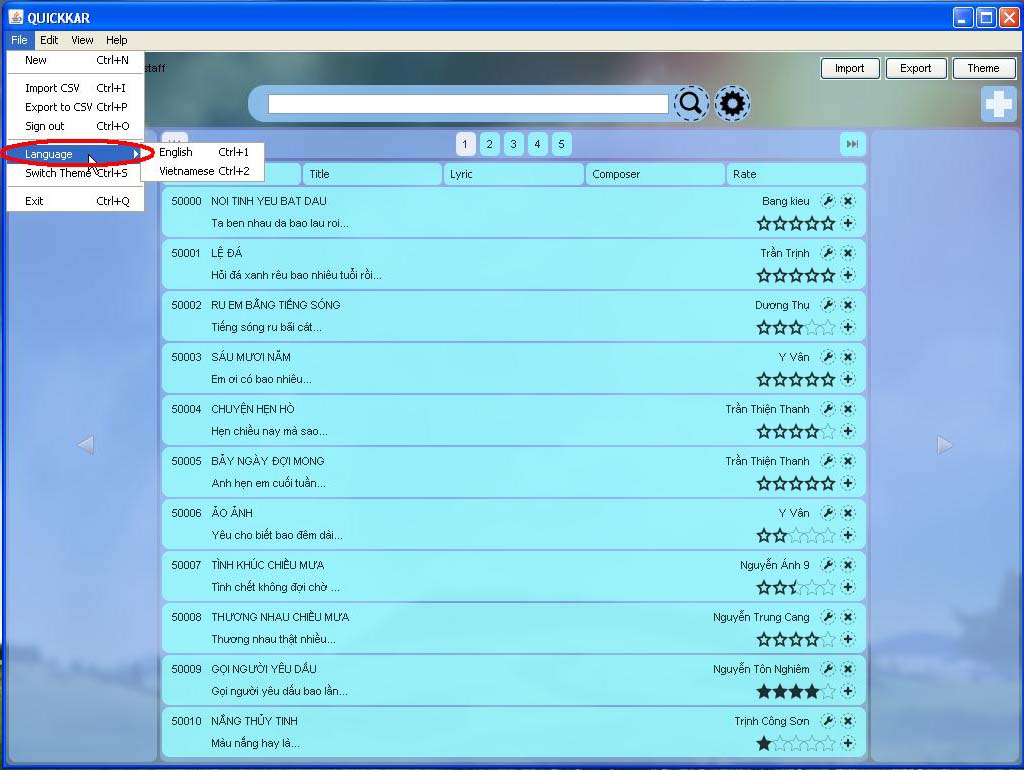 QUICKKAR
File Edit View Help
New Ctrl+N
Import CSV Ctrl+I
Export to CSV Ctrl+P
Sign out Ctrl+O
Language
Switch Theme Ctrl+S
Exit Ctrl+Q
English Ctrl+1
Vietnamese Ctrl+2
staff
Import Export Theme
1 2 3 4 5
Title Lyric Composer Rate
50000 NOI TINH YEU BAT DAU Bang kieu
Ta ben nhau da bao lau roi...
50001 LỆ ĐÁ Trần Trịnh
Hỏi đá xanh rêu bao nhiêu tuổi rồi...
50002 RU EM BẰNG TIẾNG SÓNG Dương Thụ
Tiếng sóng ru bãi cát...
50003 SÁU MƯƠI NĂM Y Vân
Em ơi có bao nhiêu...
50004 CHUYỆN HẸN HÒ Trần Thiện Thanh
Hẹn chiều nay mà sao...
50005 BẢY NGÀY ĐỢI MONG Trần Thiện Thanh
Anh hẹn em cuối tuần...
50006 ẢO ẢNH Y Vân
Yêu cho biết bao đêm dài...
50007 TÌNH KHÚC CHIỀU MƯA Nguyễn Ánh 9
Tình chết không đợi chờ ...
50008 THƯƠNG NHAU CHIỀU MƯA Nguyễn Trung Cang
Thương nhau thật nhiều...
50009 GỌI NGƯỜI YÊU DẤU Nguyễn Tôn Nghiêm
Gọi người yêu dấu bao lần...
50010 NẮNG THỦY TINH Trịnh Công Sơn
Màu nắng hay là...